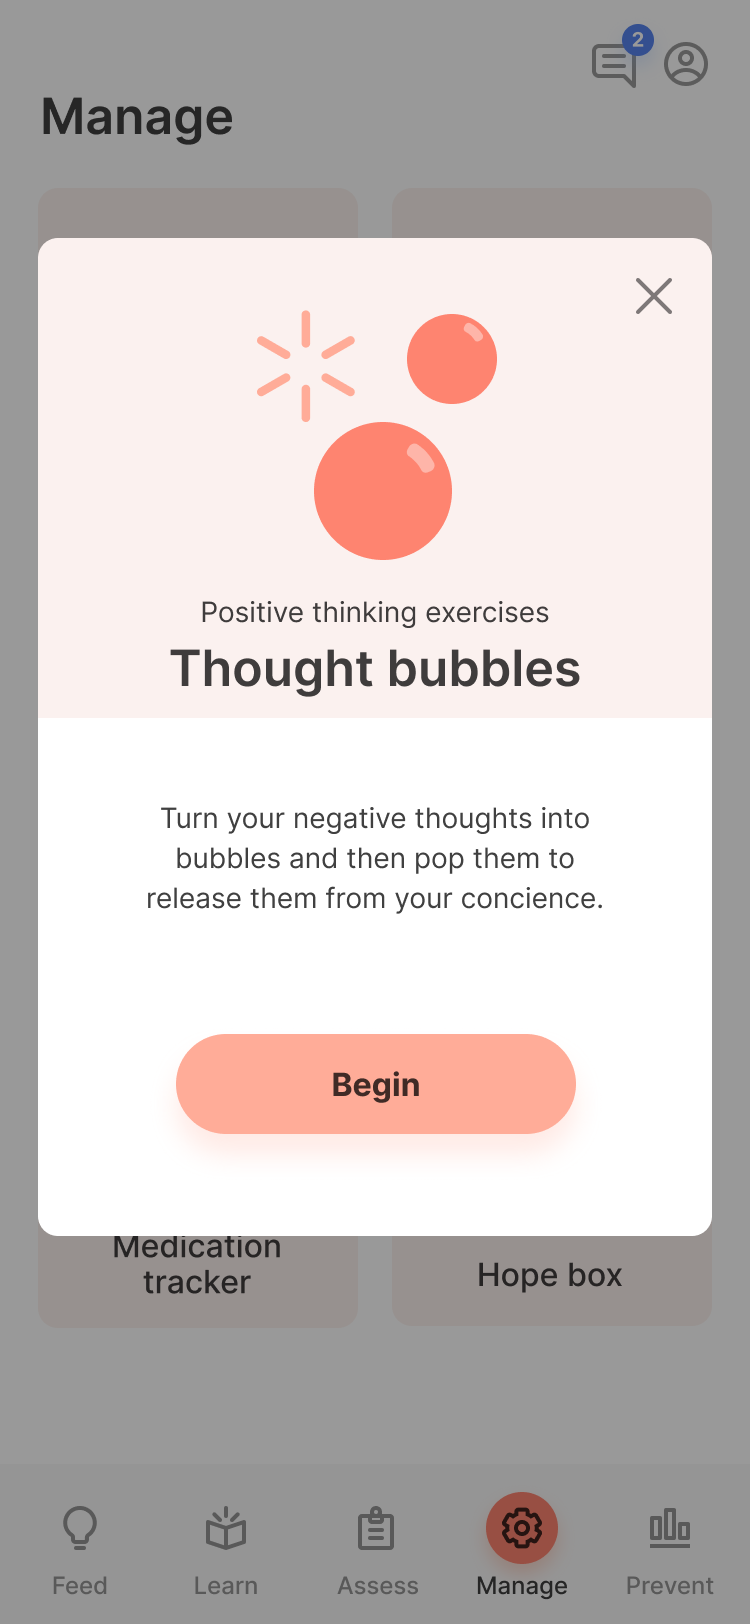 2
Manage
Positive thinking exercises
Thought bubbles
Turn your negative thoughts into
bubbles and then pop them to
release them from your concience.
Begin
Medication
tracker
Hope box
Feed
Learn
Assess
Manage
Prevent